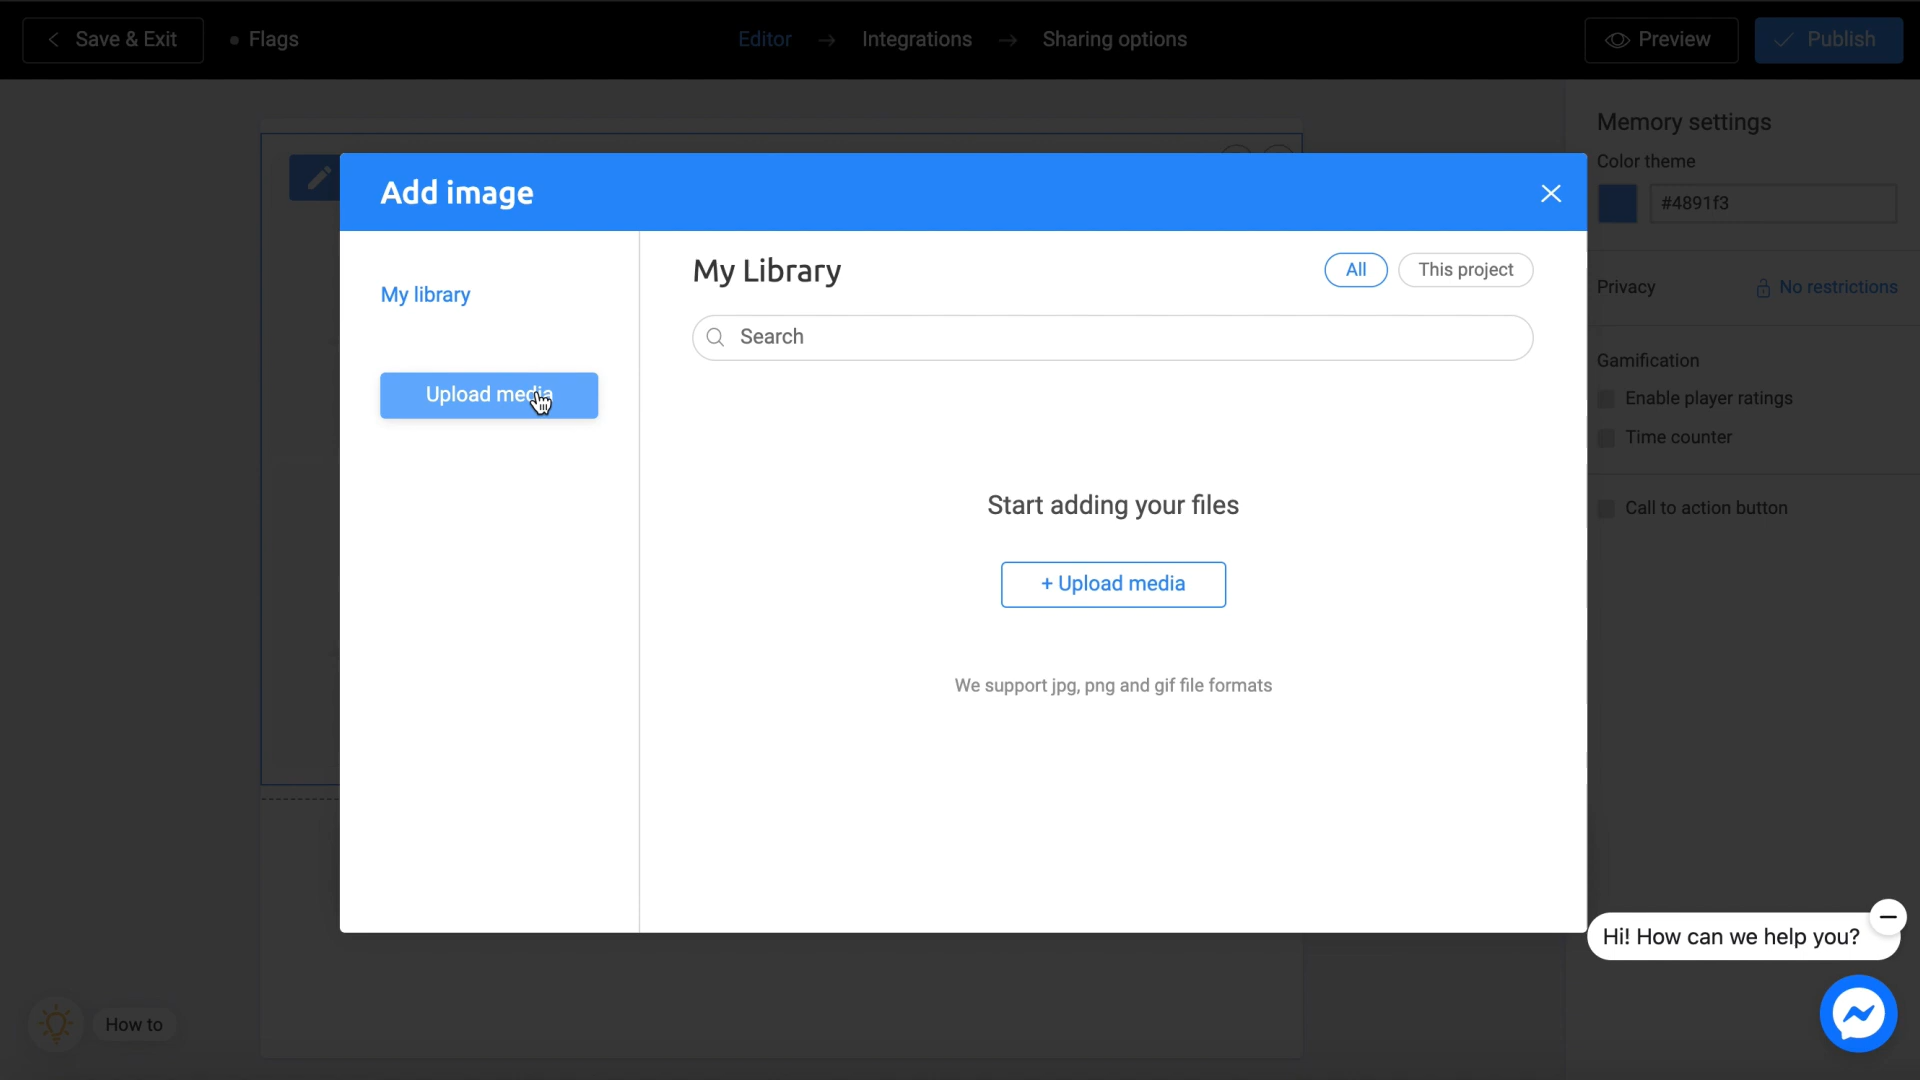 Save & Exit
Flags
Editor → Integrations → Sharing options
Preview
Publish
Memory settings
Color theme
#4891f3
Privacy
No restrictions
Gamification
Enable player ratings
Time counter
Call to action button
Add image
My library
Upload media
My Library
All
This project
Search
Start adding your files
+ Upload media
We support jpg, png and gif file formats
Hi! How can we help you?
How to